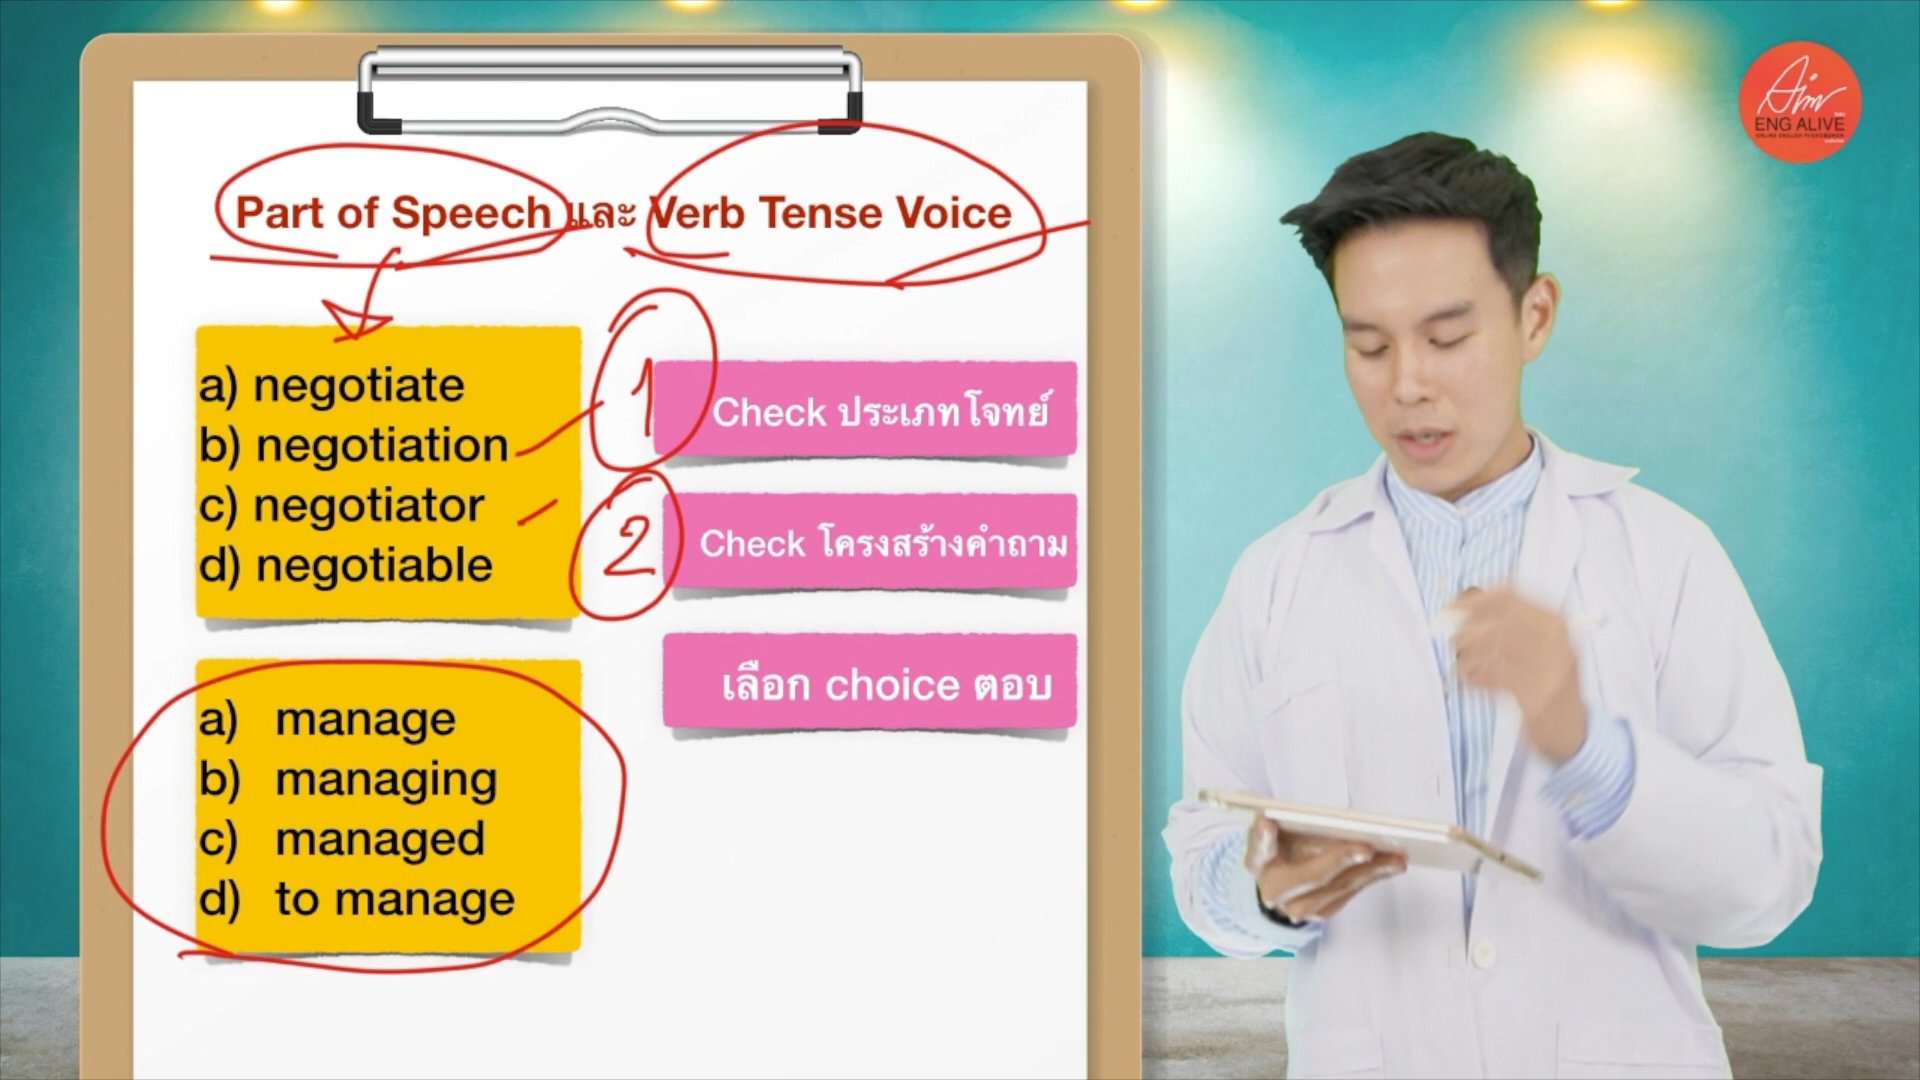 Part of Speech และ Verb Tense Voice
a) negotiate
b) negotiation
c) negotiator
d) negotiable
1
Check ประเภทโจทย์
2
Check โครงสร้างคำถาม
เลือก choice ตอบ
a) manage
b) managing
c) managed
d) to manage
Aim
ENG ALIVE